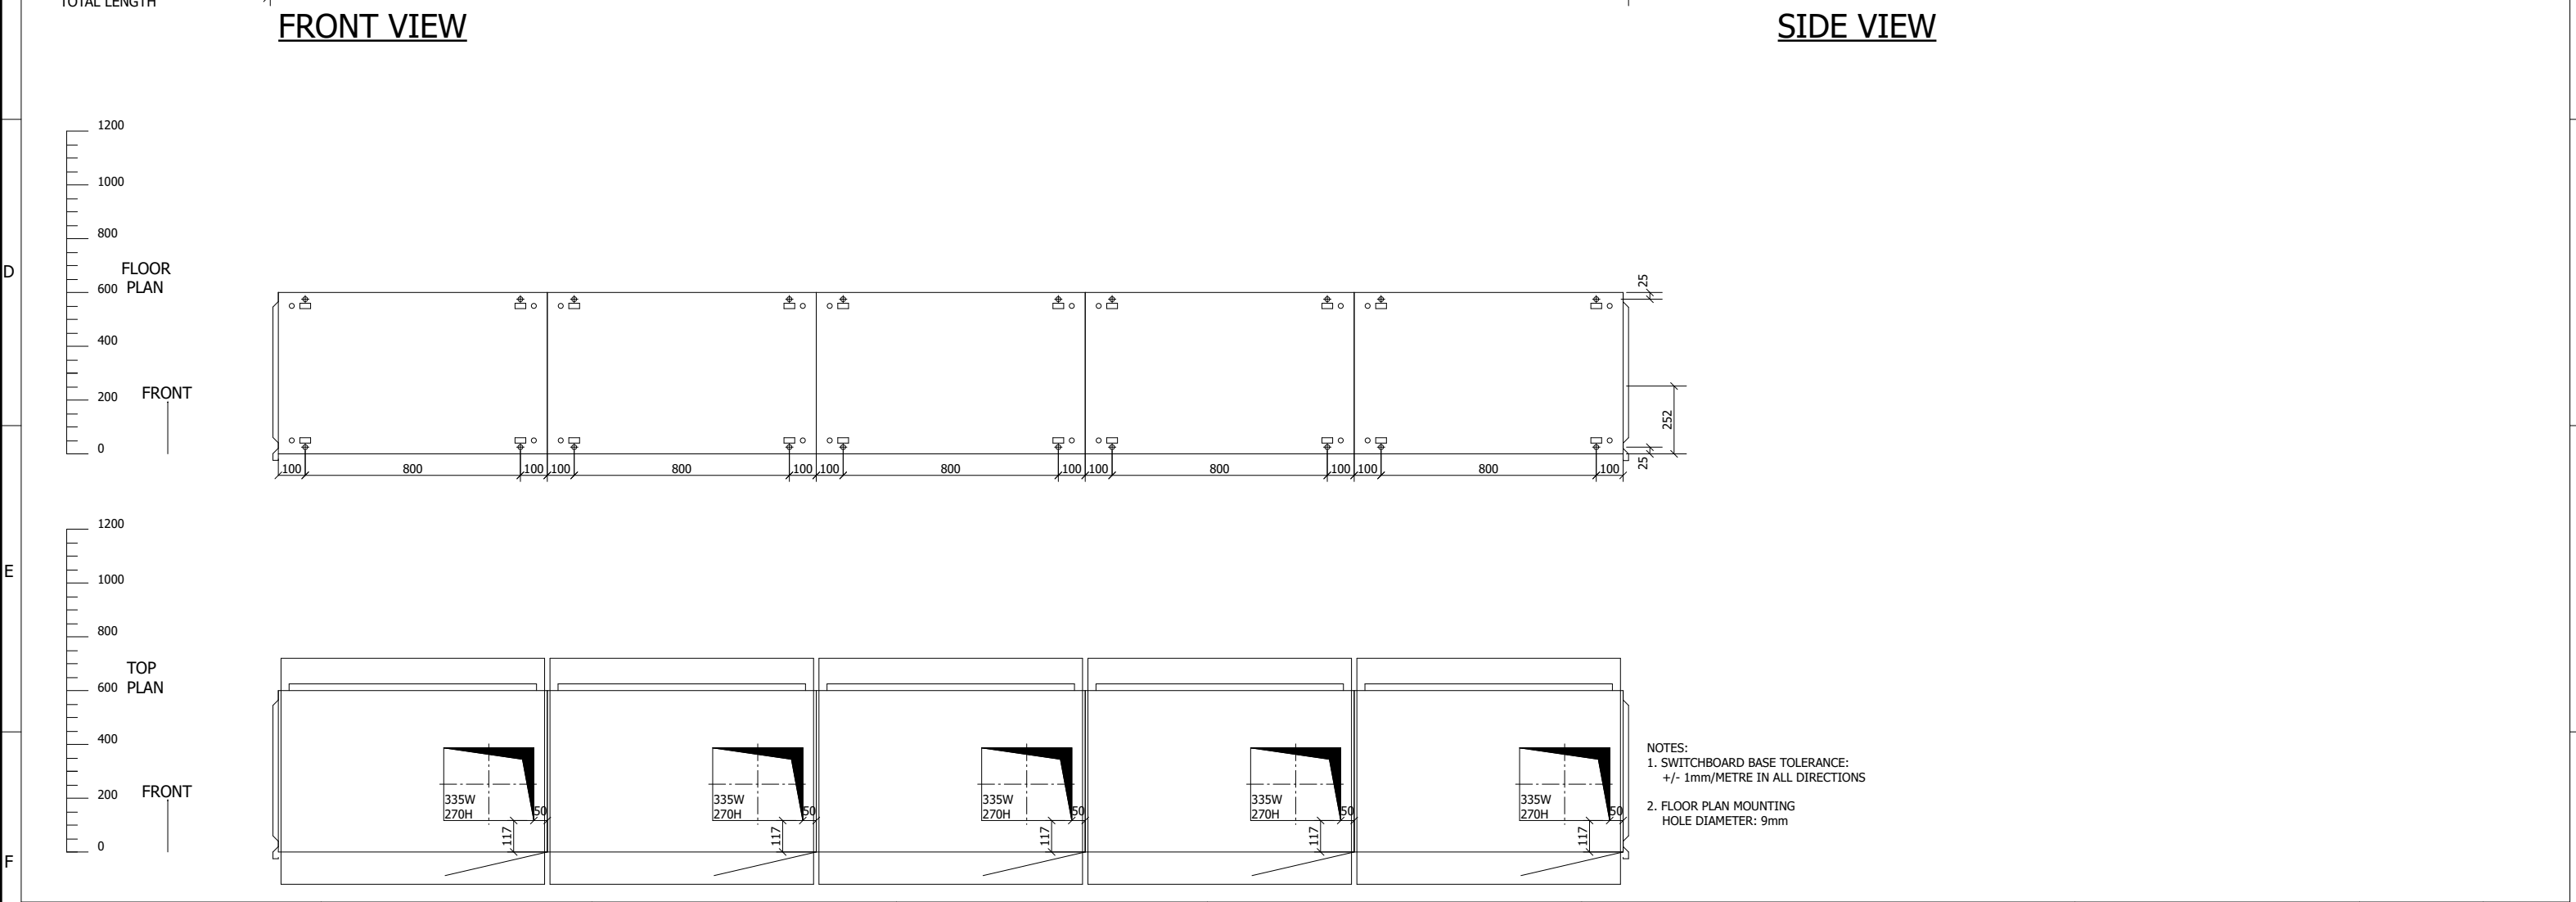 TOTAL LENGTH
FRONT VIEW
SIDE VIEW
1200
1000
800
600
400
200
0
FLOOR
PLAN
FRONT
D
25
252
25
100 800 100 100 800 100 100 800 100 100 800 100 100 800 100
1200
1000
800
600
400
200
0
E
TOP
PLAN
FRONT
F
335W
270H
50
117
335W
270H
50
117
335W
270H
50
117
335W
270H
50
117
335W
270H
50
117
NOTES:
1. SWITCHBOARD BASE TOLERANCE:
+/- 1mm/METRE IN ALL DIRECTIONS
2. FLOOR PLAN MOUNTING
HOLE DIAMETER: 9mm